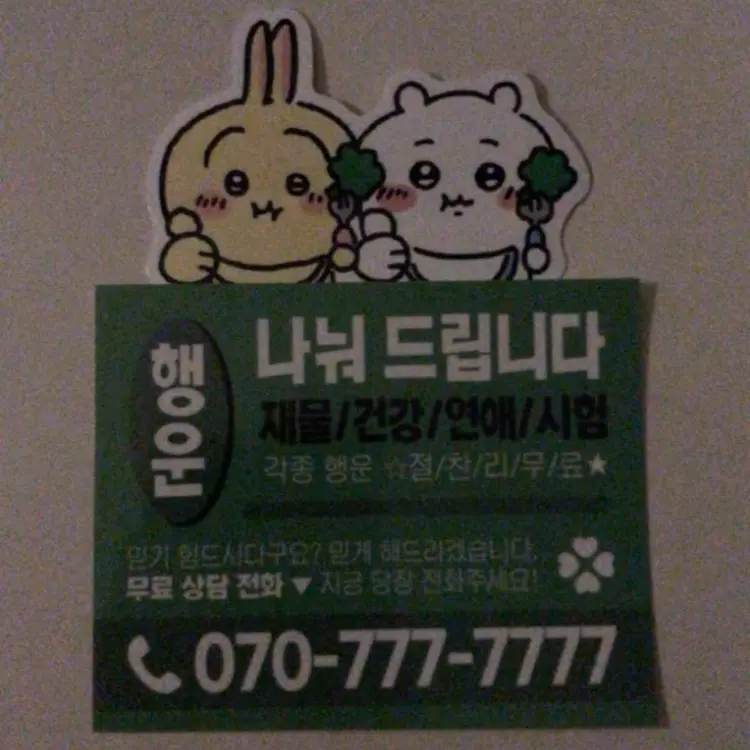 행운
나눠 드립니다
재물/건강/연애/시험
각종 행운 ☆절/찬/리/무/료★
믿기 힘드시다구요? 믿게 해드리겠습니다.
무료 상담 전화 ▼ 지금 당장 전화주세요!
070-777-7777